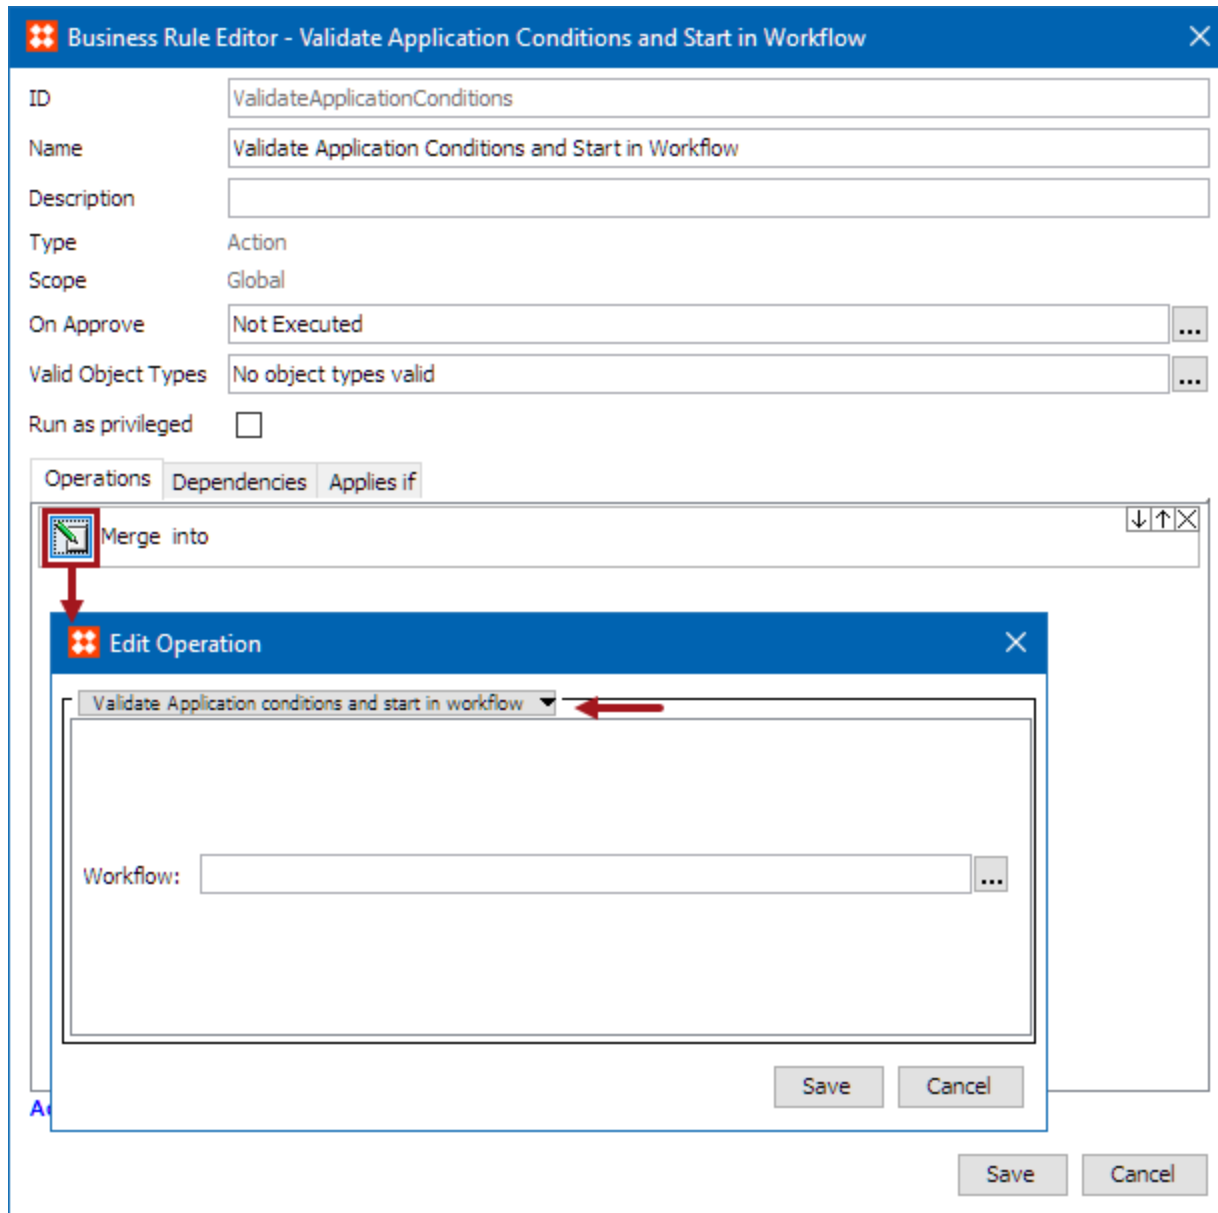 Business Rule Editor - Validate Application Conditions and Start in Workflow
ID ValidateApplicationConditions
Name Validate Application Conditions and Start in Workflow
Description
Type Action
Scope Global
On Approve Not Executed ...
Valid Object Types No object types valid ...
Run as privileged
Operations Dependencies Applies if
Merge into
Edit Operation
Validate Application conditions and start in workflow
Workflow: ...
Save Cancel
Save Cancel